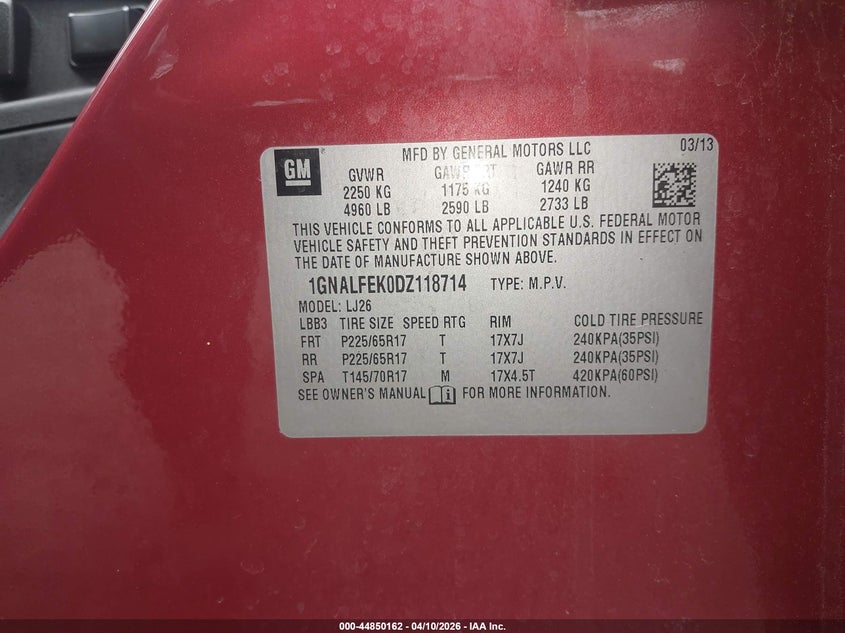 GM
MFD BY GENERAL MOTORS LLC 03/13
GVWR GAWR FRT GAWR RR
2250 KG 1175 KG 1240 KG
4960 LB 2590 LB 2733 LB
THIS VEHICLE CONFORMS TO ALL APPLICABLE U.S. FEDERAL MOTOR
VEHICLE SAFETY AND THEFT PREVENTION STANDARDS IN EFFECT ON
THE DATE OF MANUFACTURE SHOWN ABOVE.
1GNALFEK0DZ118714 TYPE: M.P.V.
MODEL: LJ26
LBB3 TIRE SIZE SPEED RTG RIM COLD TIRE PRESSURE
FRT P225/65R17 T 17X7J 240KPA(35PSI)
RR P225/65R17 T 17X7J 240KPA(35PSI)
SPA T145/70R17 M 17X4.5T 420KPA(60PSI)
SEE OWNER'S MANUAL FOR MORE INFORMATION.
000-44850162 - 04/10/2026 - IAA Inc.